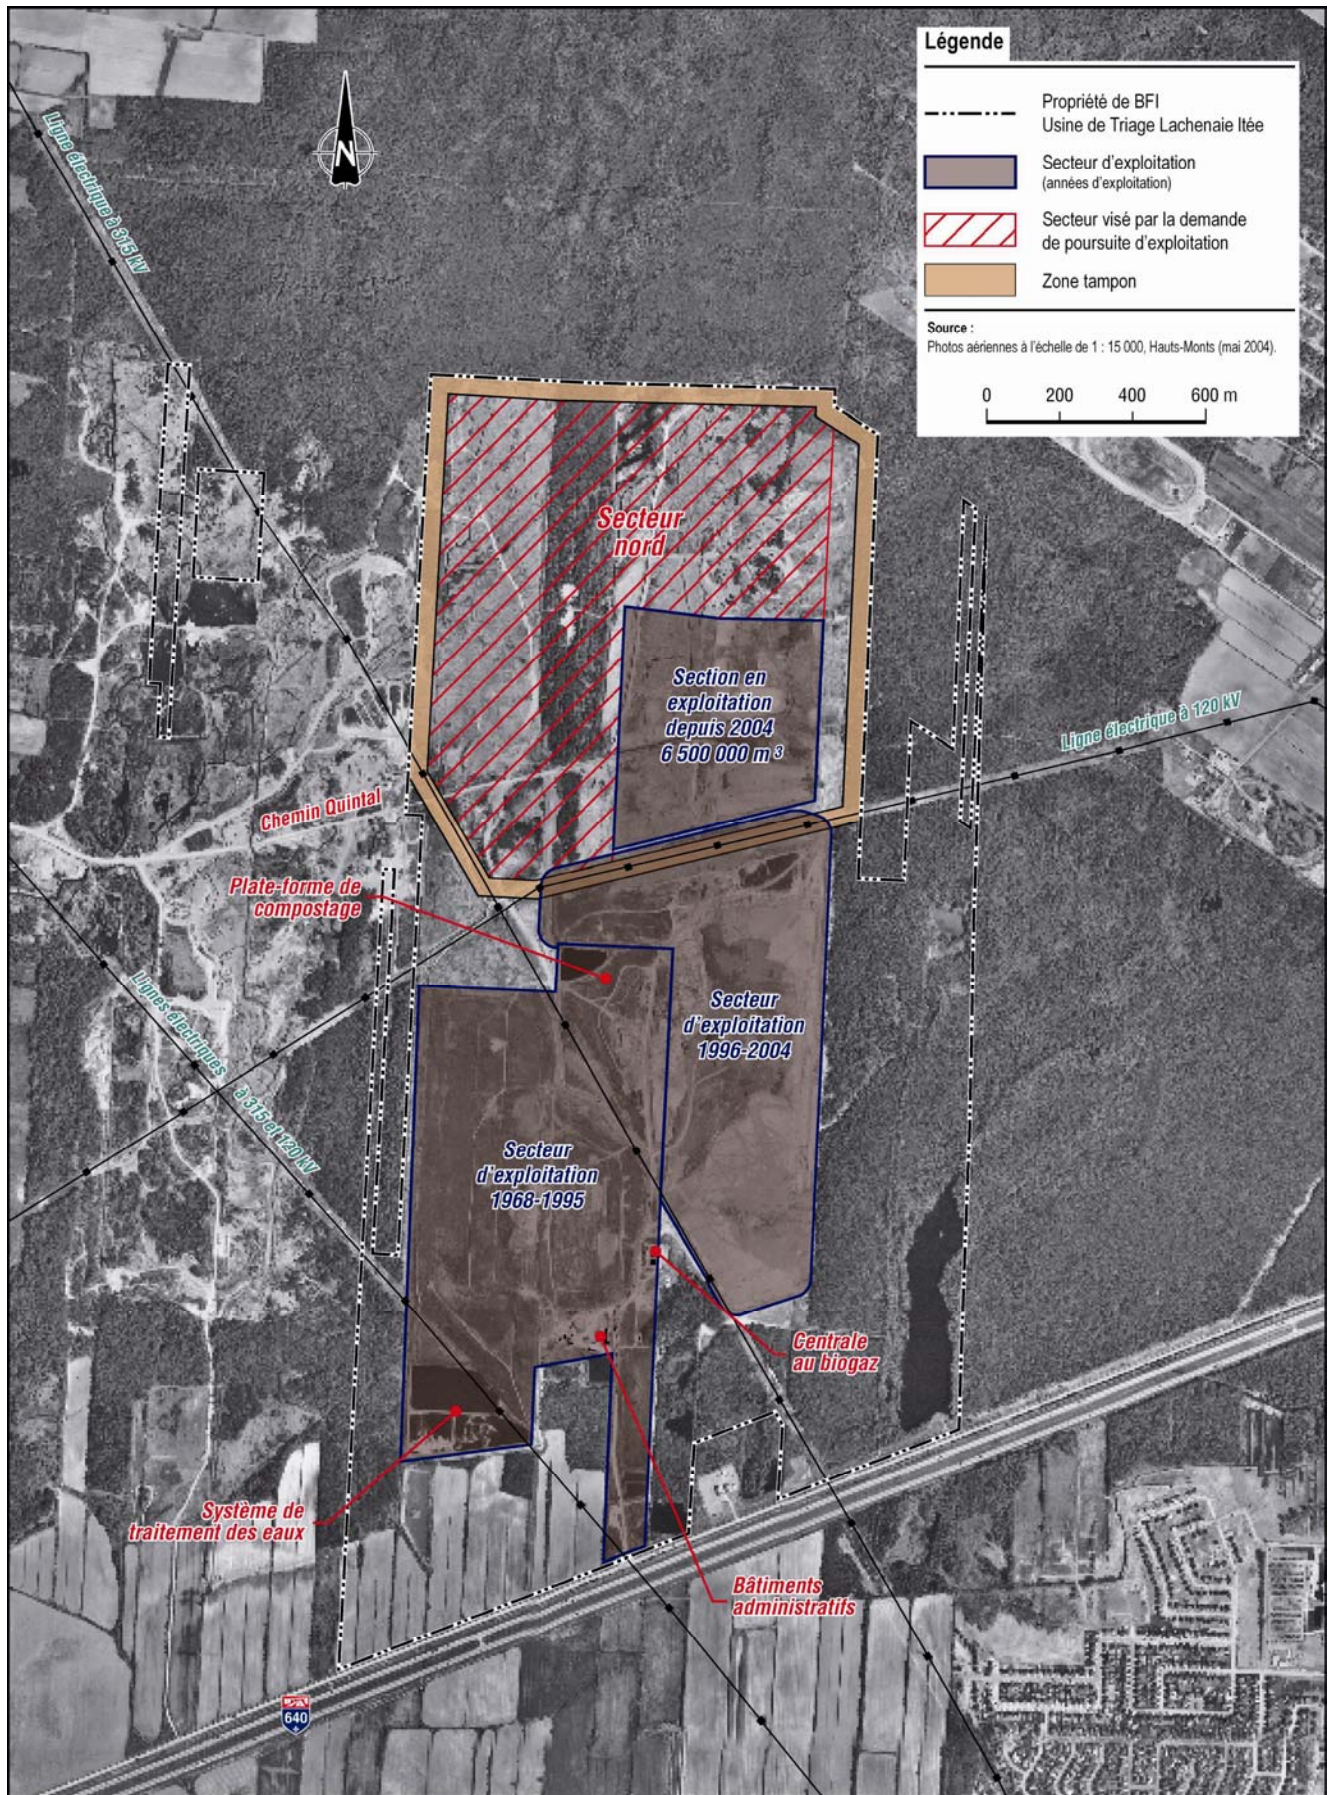 Légende
Propriété de BFI
Usine de Triage Lachenaie ltée
Secteur d'exploitation
(années d'exploitation)
Secteur visé par la demande
de poursuite d'exploitation
Zone tampon
Source :
Photos aériennes à l'échelle de 1 : 15 000, Hauts-Monts (mai 2004).
0 200 400 600 m
N
Ligne électrique à 315 kV
Secteur
nord
Section en
exploitation
depuis 2004
6 500 000 m³
Ligne électrique à 120 kV
Chemin Quintal
Plate-forme de
compostage
Lignes électriques à 315 et 120 kV
Secteur
d'exploitation
1996-2004
Secteur
d'exploitation
1968-1995
Centrale
au biogaz
Système de
traitement des eaux
Bâtiments
administratifs
640